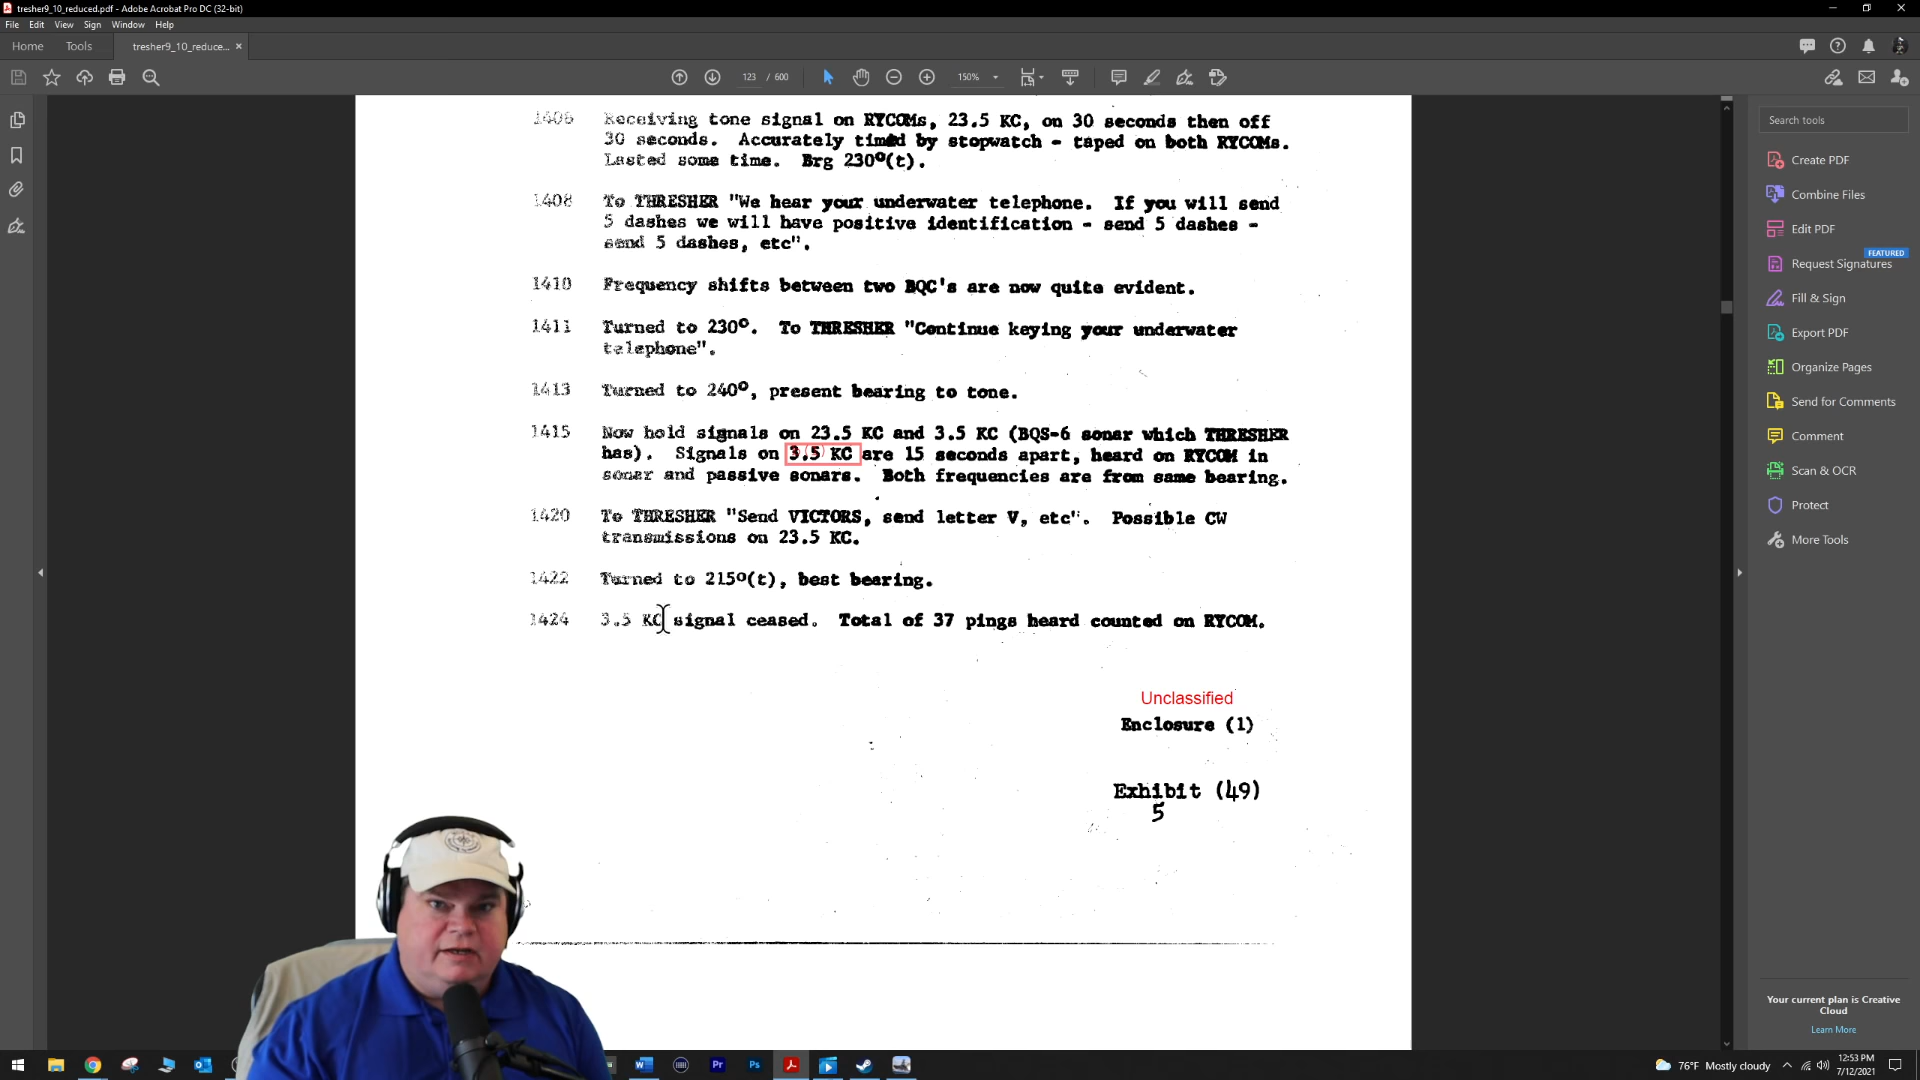 tresher9_10_reduced.pdf - Adobe Acrobat Pro DC (32-bit)
File Edit View Sign Window Help
Home Tools tresher9_10_reduce... ×
123 / 600 150%
Search tools
1406 Receiving tone signal on RYCOMs, 23.5 KC, on 30 seconds then off
30 seconds. Accurately timed by stopwatch - taped on both RYCOMs.
Lasted some time. Brg 230°(t).
1408 To THRESHER "We hear your underwater telephone. If you will send
5 dashes we will have positive identification - send 5 dashes -
send 5 dashes, etc".
1410 Frequency shifts between two BQC's are now quite evident.
1411 Turned to 230°. To THRESHER "Continue keying your underwater
telephone".
1413 Turned to 240°, present bearing to tone.
1415 Now hold signals on 23.5 KC and 3.5 KC (BQS-6 sonar which THRESHER
has). Signals on 3.5 KC are 15 seconds apart, heard on RYCOM in
sonar and passive sonars. Both frequencies are from same bearing.
1420 To THRESHER "Send VICTORS, send letter V, etc". Possible CW
transmissions on 23.5 KC.
1422 Turned to 215°(t), best bearing.
1424 3.5 KC signal ceased. Total of 37 pings heard counted on RYCOM.
Unclassified
Enclosure (1)
Exhibit (49)
5
Create PDF
Combine Files
Edit PDF
FEATURED
Request Signatures
Fill & Sign
Export PDF
Organize Pages
Send for Comments
Comment
Scan & OCR
Protect
More Tools
Your current plan is Creative
Cloud
Learn More
W Pr Ps
76°F Mostly cloudy
12:53 PM
7/12/2021